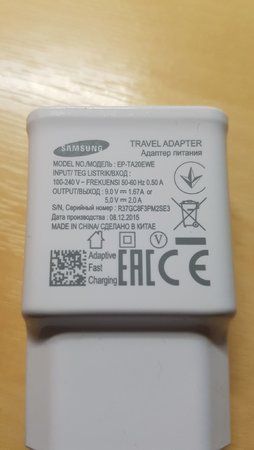 SAMSUNG
TRAVEL ADAPTER
Адаптер питания
MODEL NO./МОДЕЛЬ : EP-TA20EWE
INPUT/ TEG LISTRIK/ВХОД :
100-240 V ~ FREKUENSI 50-60 Hz 0.50 A
OUTPUT/ВЫХОД : 9.0 V ⎓ 1.67A or
5.0 V ⎓ 2.0 A
S/N, Серийный номер : R37GC8F3PM2SE3
Дата производства : 08.12.2015
MADE IN CHINA/ СДЕЛАНО В КИТАЕ
V
Adaptive
Fast
Charging
EAC CE